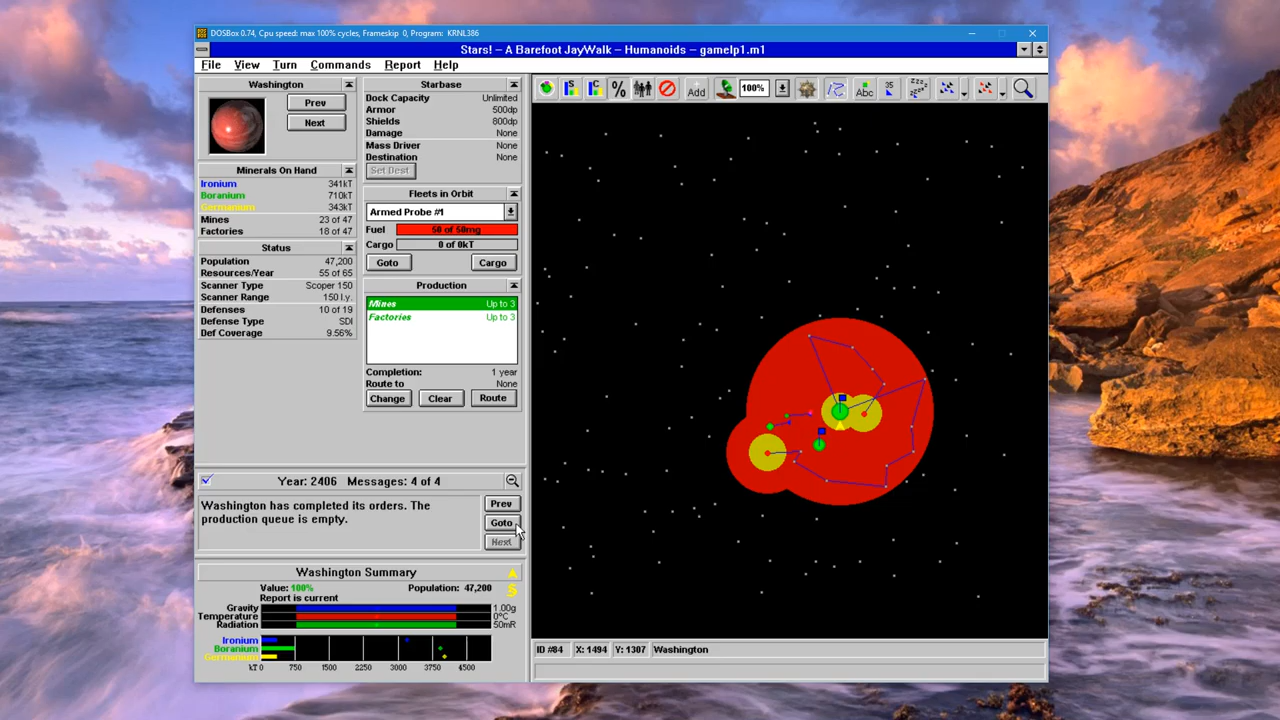 DOSBox 0.74, Cpu speed: max 100% cycles, Frameskip 0, Program: KRNL386
Stars! – A Barefoot JayWalk – Humanoids – gamelp1.m1
File View Turn Commands Report Help
Washington
Prev
Next
Minerals On Hand
Ironium 341kT
Boranium 710kT
Germanium 343kT
Mines 23 of 47
Factories 18 of 47
Status
Population 47,200
Resources/Year 55 of 65
Scanner Type Scoper 150
Scanner Range 150 l.y.
Defenses 10 of 19
Defense Type SDI
Def Coverage 9.56%
Starbase
Dock Capacity Unlimited
Armor 500dp
Shields 800dp
Damage None
Mass Driver None
Destination None
Set Dest
Fleets in Orbit
Armed Probe #1
Fuel 50 of 50mg
Cargo 0 of 0kT
Goto Cargo
Production
Mines Up to 3
Factories Up to 3
Completion: 1 year
Route to None
Change Clear Route
S C % Add 100% Abc 35 zzz
Year: 2406 Messages: 4 of 4
Washington has completed its orders. The
production queue is empty.
Prev
Goto
Next
Washington Summary
Value: 100% Population: 47,200
Report is current
Gravity 1.00g
Temperature 0°C
Radiation 50mR
Ironium
Boranium
Germanium
kT 0 750 1500 2250 3000 3750 4500
ID #84 X: 1494 Y: 1307 Washington